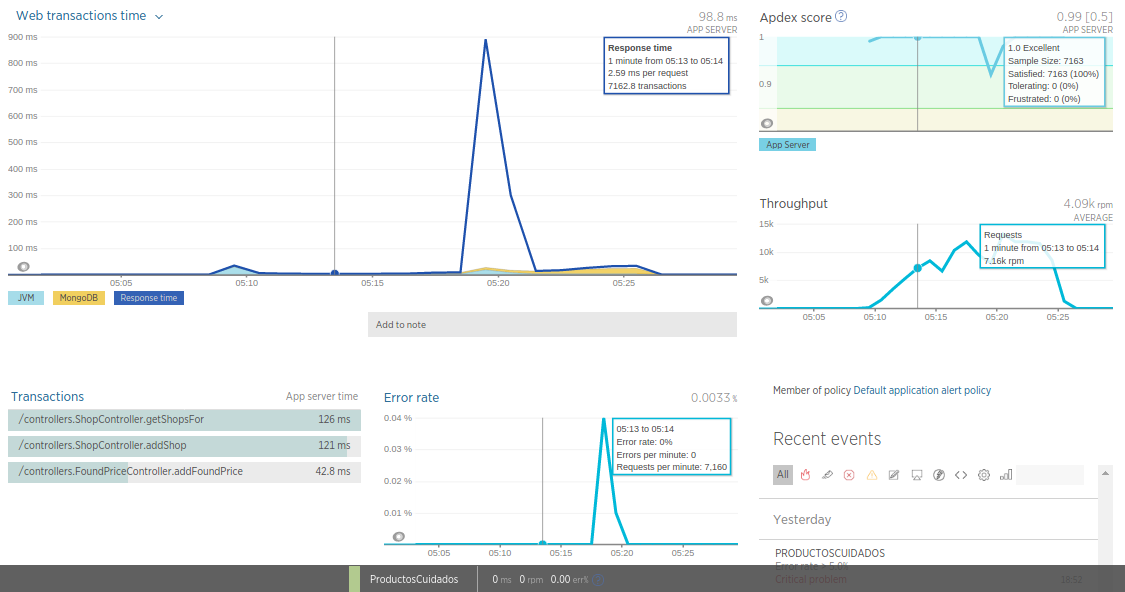 Web transactions time
98.8 ms
APP SERVER
900 ms
800 ms
700 ms
600 ms
500 ms
400 ms
300 ms
200 ms
100 ms
Response time
1 minute from 05:13 to 05:14
2.59 ms per request
7162.8 transactions
05:05
05:10
05:15
05:20
05:25
JVM
MongoDB
Response time
Add to note
Apdex score ?
0.99 [0.5]
APP SERVER
1
0.9
1.0 Excellent
Sample Size: 7163
Satisfied: 7163 (100%)
Tolerating: 0 (0%)
Frustrated: 0 (0%)
App Server
Throughput
4.09k rpm
AVERAGE
15k
10k
5k
Requests
1 minute from 05:13 to 05:14
7.16k rpm
05:05
05:10
05:15
05:20
05:25
Transactions
App server time
/controllers.ShopController.getShopsFor 126 ms
/controllers.ShopController.addShop 121 ms
/controllers.FoundPriceController.addFoundPrice 42.8 ms
Error rate
0.0033 %
0.04 %
0.03 %
0.02 %
0.01 %
05:13 to 05:14
Error rate: 0%
Errors per minute: 0
Requests per minute: 7,160
05:05
05:10
05:15
05:20
05:25
Member of policy Default application alert policy
Recent events
All
Yesterday
PRODUCTOSCUIDADOS
Error rate > 5.0%
Critical problem 18:52
ProductosCuidados
0 ms 0 rpm 0.00 err% ?